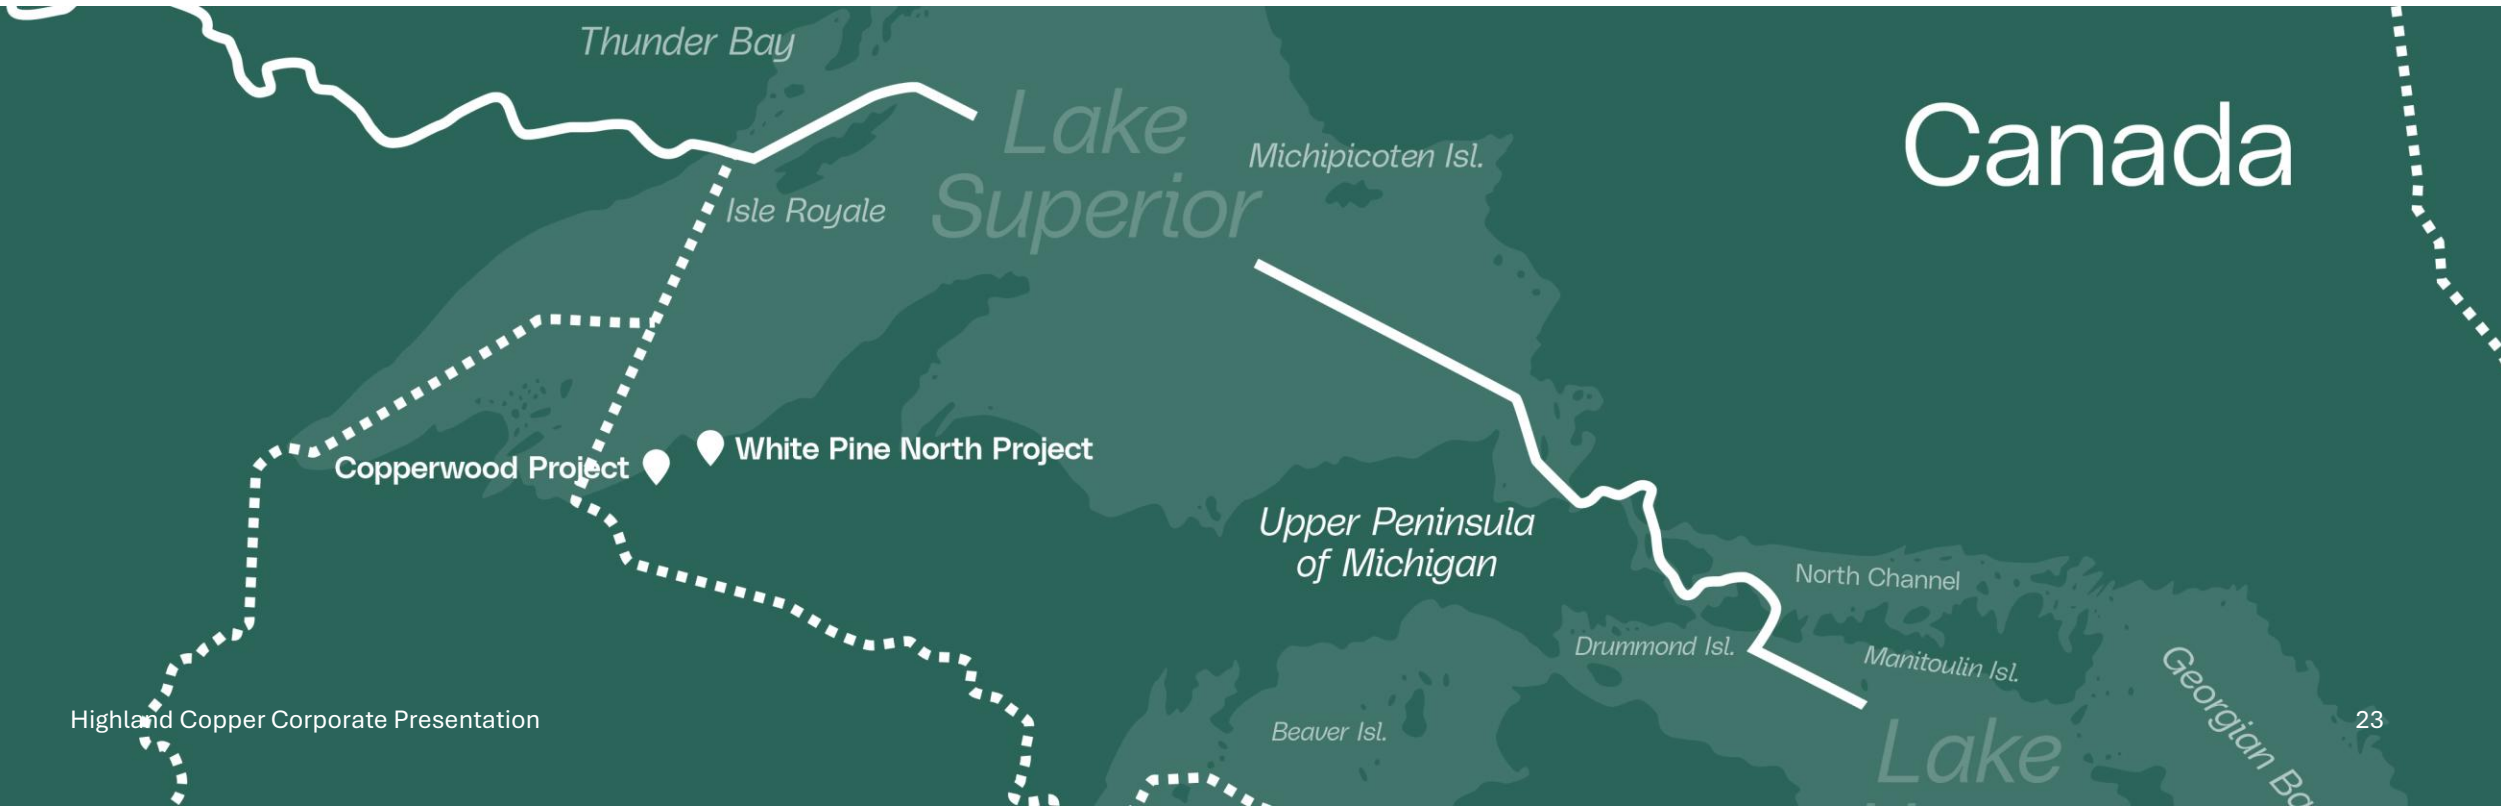 Thunder Bay
Lake
Superior
Michipicoten Isl.
Canada
Isle Royale
White Pine North Project
Copperwood Project
Upper Peninsula
of Michigan
North Channel
Drummond Isl.
Manitoulin Isl.
Georgian
Beaver Isl.
Highland Copper Corporate Presentation
23
Lake